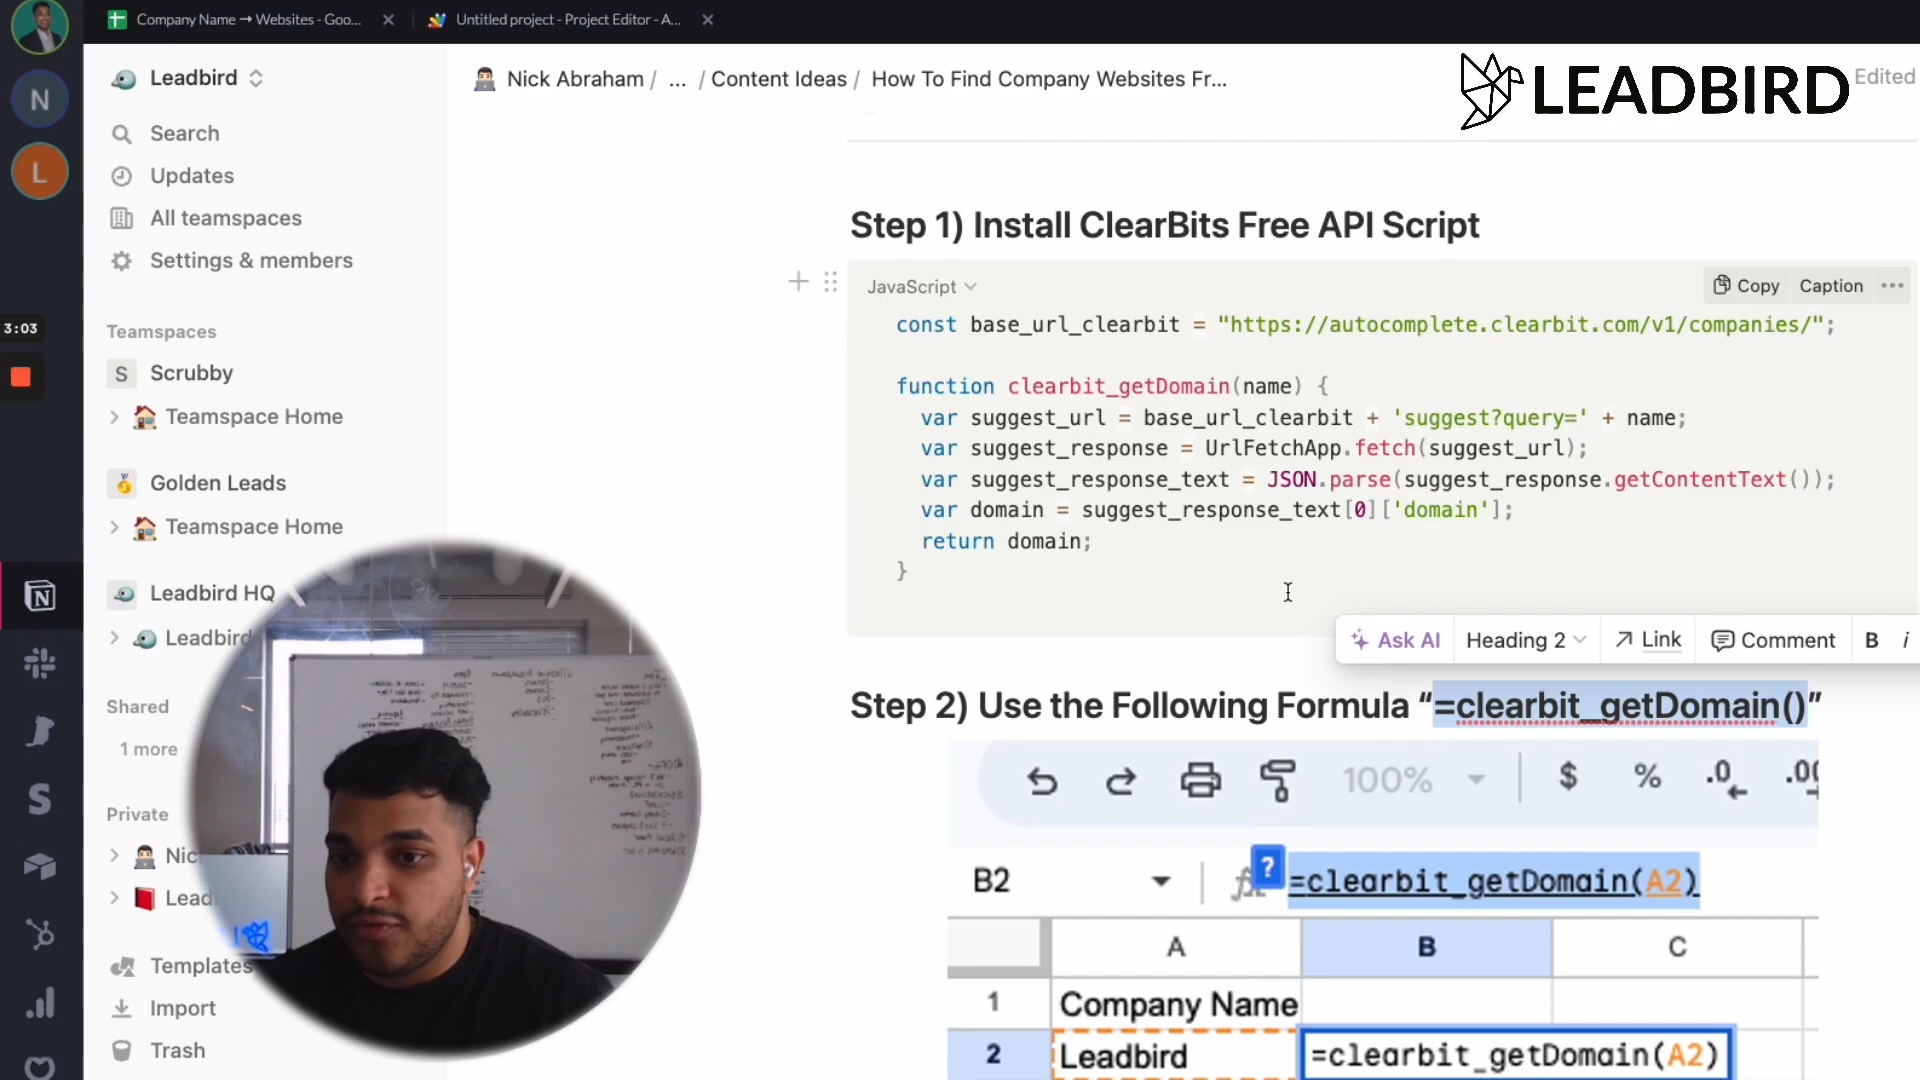 Company Name → Websites - Goo...
Untitled project - Project Editor - A...
N
L
3:03
Leadbird
Search
Updates
All teamspaces
Settings & members
Teamspaces
S Scrubby
Teamspace Home
Golden Leads
Teamspace Home
Leadbird HQ
Leadbird
Shared
1 more
Private
Nic
Lead
Templates
Import
Trash
Nick Abraham / ... / Content Ideas / How To Find Company Websites Fr...
LEADBIRD
Edited
Step 1) Install ClearBits Free API Script
JavaScript
Copy
Caption
const base_url_clearbit = "https://autocomplete.clearbit.com/v1/companies/";
function clearbit_getDomain(name) {
var suggest_url = base_url_clearbit + 'suggest?query=' + name;
var suggest_response = UrlFetchApp.fetch(suggest_url);
var suggest_response_text = JSON.parse(suggest_response.getContentText());
var domain = suggest_response_text[0]['domain'];
return domain;
}
Ask AI
Heading 2
Link
Comment
B
i
Step 2) Use the Following Formula “=clearbit_getDomain()”
100%
$
%
.0
.00
B2
fx
?
=clearbit_getDomain(A2)
A
B
C
1
Company Name
2
Leadbird
=clearbit_getDomain(A2)